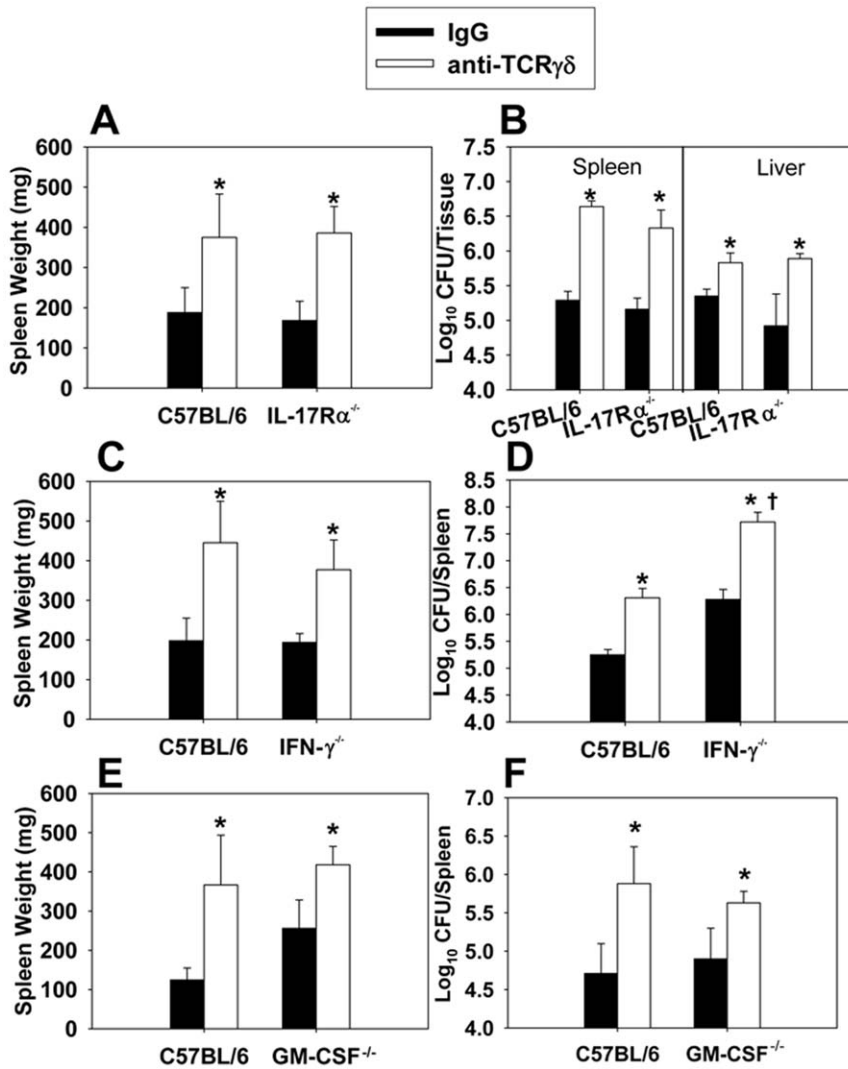 IgG
anti-TCRγδ
A
Spleen Weight (mg)
600
500
400
300
200
100
0
*
*
C57BL/6 IL-17Rα-/-
B
Log10 CFU/Tissue
7.5
7.0
6.5
6.0
5.5
5.0
4.5
4.0
Spleen Liver
*
*
*
*
C57BL/6 IL-17Rα-/- C57BL/6 IL-17Rα-/-
C
Spleen Weight (mg)
600
500
400
300
200
100
0
*
*
C57BL/6 IFN-γ-/-
D
Log10 CFU/Spleen
8.5
8.0
7.5
7.0
6.5
6.0
5.5
5.0
4.5
4.0
*
* †
C57BL/6 IFN-γ-/-
E
Spleen Weight (mg)
600
500
400
300
200
100
0
*
*
C57BL/6 GM-CSF-/-
F
Log10 CFU/Spleen
7.0
6.5
6.0
5.5
5.0
4.5
4.0
*
*
C57BL/6 GM-CSF-/-